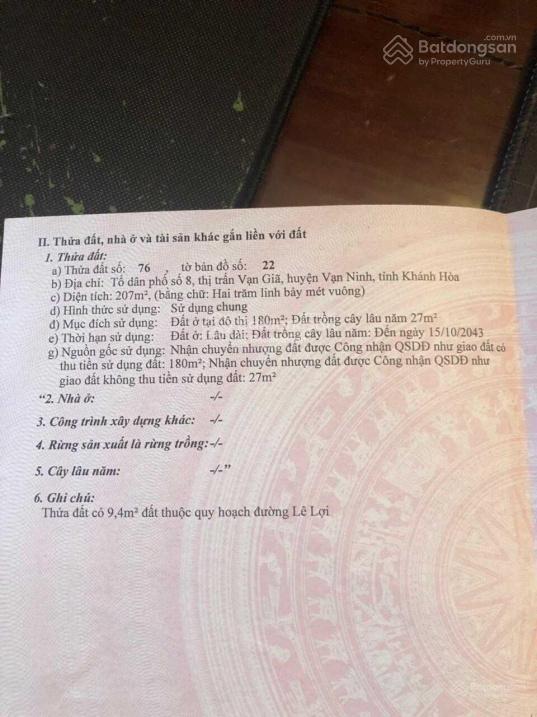 .com.vn
Batdongsan
by PropertyGuru
II. Thửa đất, nhà ở và tài sản khác gắn liền với đất
1. Thửa đất:
a) Thửa đất số: 76 , tờ bản đồ số: 22
b) Địa chỉ: Tổ dân phố số 8, thị trấn Vạn Giã, huyện Vạn Ninh, tỉnh Khánh Hòa
c) Diện tích: 207m², (bằng chữ: Hai trăm linh bảy mét vuông)
d) Hình thức sử dụng: Sử dụng chung
đ) Mục đích sử dụng: Đất ở tại đô thị 180m²; Đất trồng cây lâu năm 27m²
e) Thời hạn sử dụng: Đất ở: Lâu dài; Đất trồng cây lâu năm: Đến ngày 15/10/2043
g) Nguồn gốc sử dụng: Nhận chuyển nhượng đất được Công nhận QSDĐ như giao đất có
thu tiền sử dụng đất: 180m²; Nhận chuyển nhượng đất được Công nhận QSDĐ như
giao đất không thu tiền sử dụng đất: 27m²
“2. Nhà ở: -/-
3. Công trình xây dựng khác: -/-
4. Rừng sản xuất là rừng trồng:-/-
5. Cây lâu năm: -/-”
6. Ghi chú:
Thửa đất có 9,4m² đất thuộc quy hoạch đường Lê Lợi